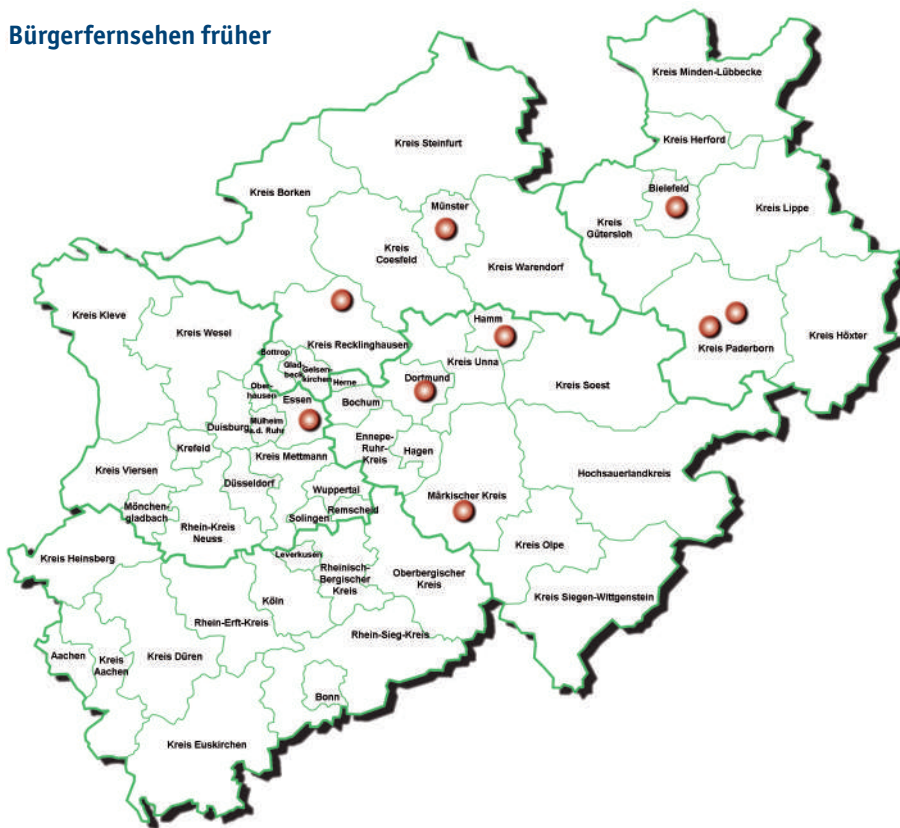 Bürgerfernsehen früher
Kreis Minden-Lübbecke
Kreis Herford
Kreis Steinfurt
Kreis Borken
Bielefeld
Münster
Kreis Lippe
Kreis
Gütersloh
Kreis
Coesfeld
Kreis Warendorf
Kreis Kleve
Kreis Wesel
Hamm
Kreis Höxter
Kreis Recklinghausen
Kreis Paderborn
Bottrop
Kreis Unna
Glad-
beck
Gelsen-
kirchen
Herne
Dortmund
Kreis Soest
Ober-
hausen
Essen
Bochum
Duisburg
Mülheim
a.d. Ruhr
Ennepe-
Ruhr-
Kreis
Hagen
Krefeld
Kreis Mettmann
Kreis Viersen
Hochsauerlandkreis
Düsseldorf
Wuppertal
Märkischer Kreis
Mönchen-
gladbach
Remscheid
Solingen
Rhein-Kreis
Neuss
Kreis Olpe
Kreis Heinsberg
Leverkusen
Rheinisch-
Bergischer
Kreis
Oberbergischer
Kreis
Kreis Siegen-Wittgenstein
Köln
Rhein-Erft-Kreis
Rhein-Sieg-Kreis
Aachen
Kreis
Aachen
Kreis Düren
Bonn
Kreis Euskirchen